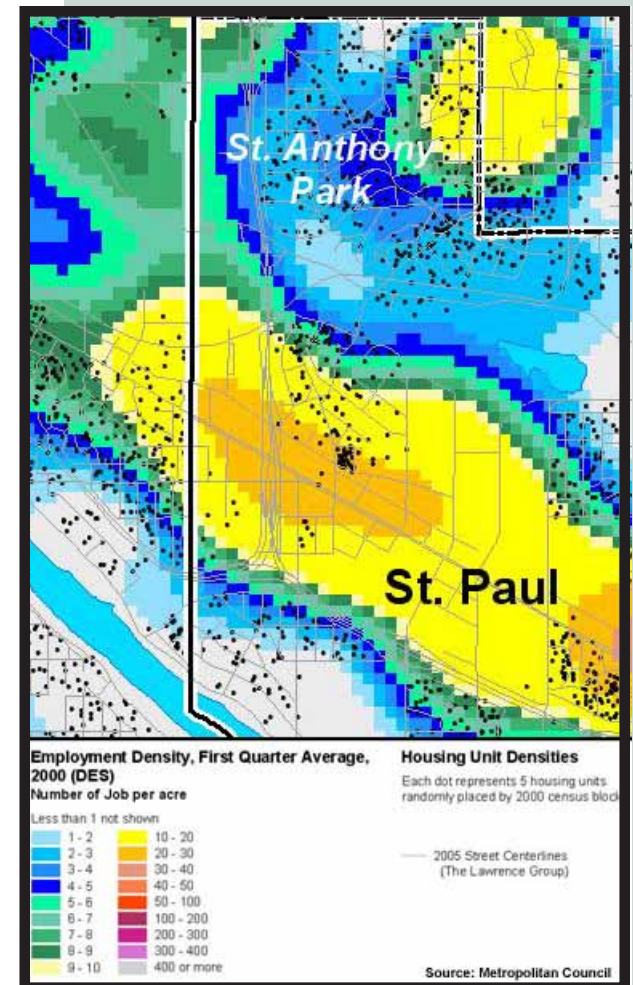 St. Anthony
Park
St. Paul
Employment Density, First Quarter Average,
2000 (DES)
Number of Job per acre
Less than 1 not shown
1 - 2
2 - 3
3 - 4
4 - 5
5 - 6
6 - 7
7 - 8
8 - 9
9 - 10
10 - 20
20 - 30
30 - 40
40 - 50
50 - 100
100 - 200
200 - 300
300 - 400
400 or more
Housing Unit Densities
Each dot represents 5 housing units
randomly placed by 2000 census block
2005 Street Centerlines
(The Lawrence Group)
Source: Metropolitan Council